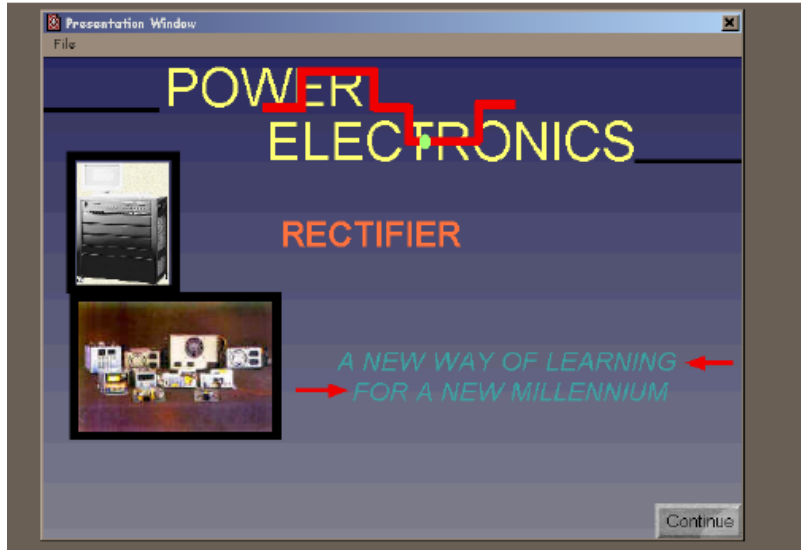 Presentation Window
File
POWER
ELECTRONICS
RECTIFIER
A NEW WAY OF LEARNING
FOR A NEW MILLENNIUM
Continue